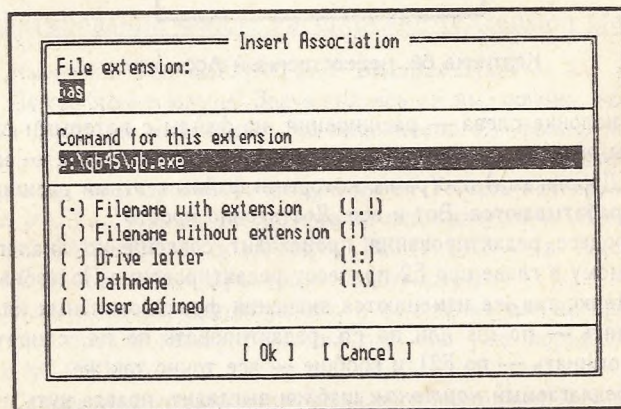 Insert Association
File extension:
bas
Command for this extension
c:\qb45\qb.exe
(·) Filename with extension (!.!)
( ) Filename without extension (!)
( ) Drive letter (!:)
( ) Pathname (!\)
( ) User defined
[ Ok ] [ Cancel ]